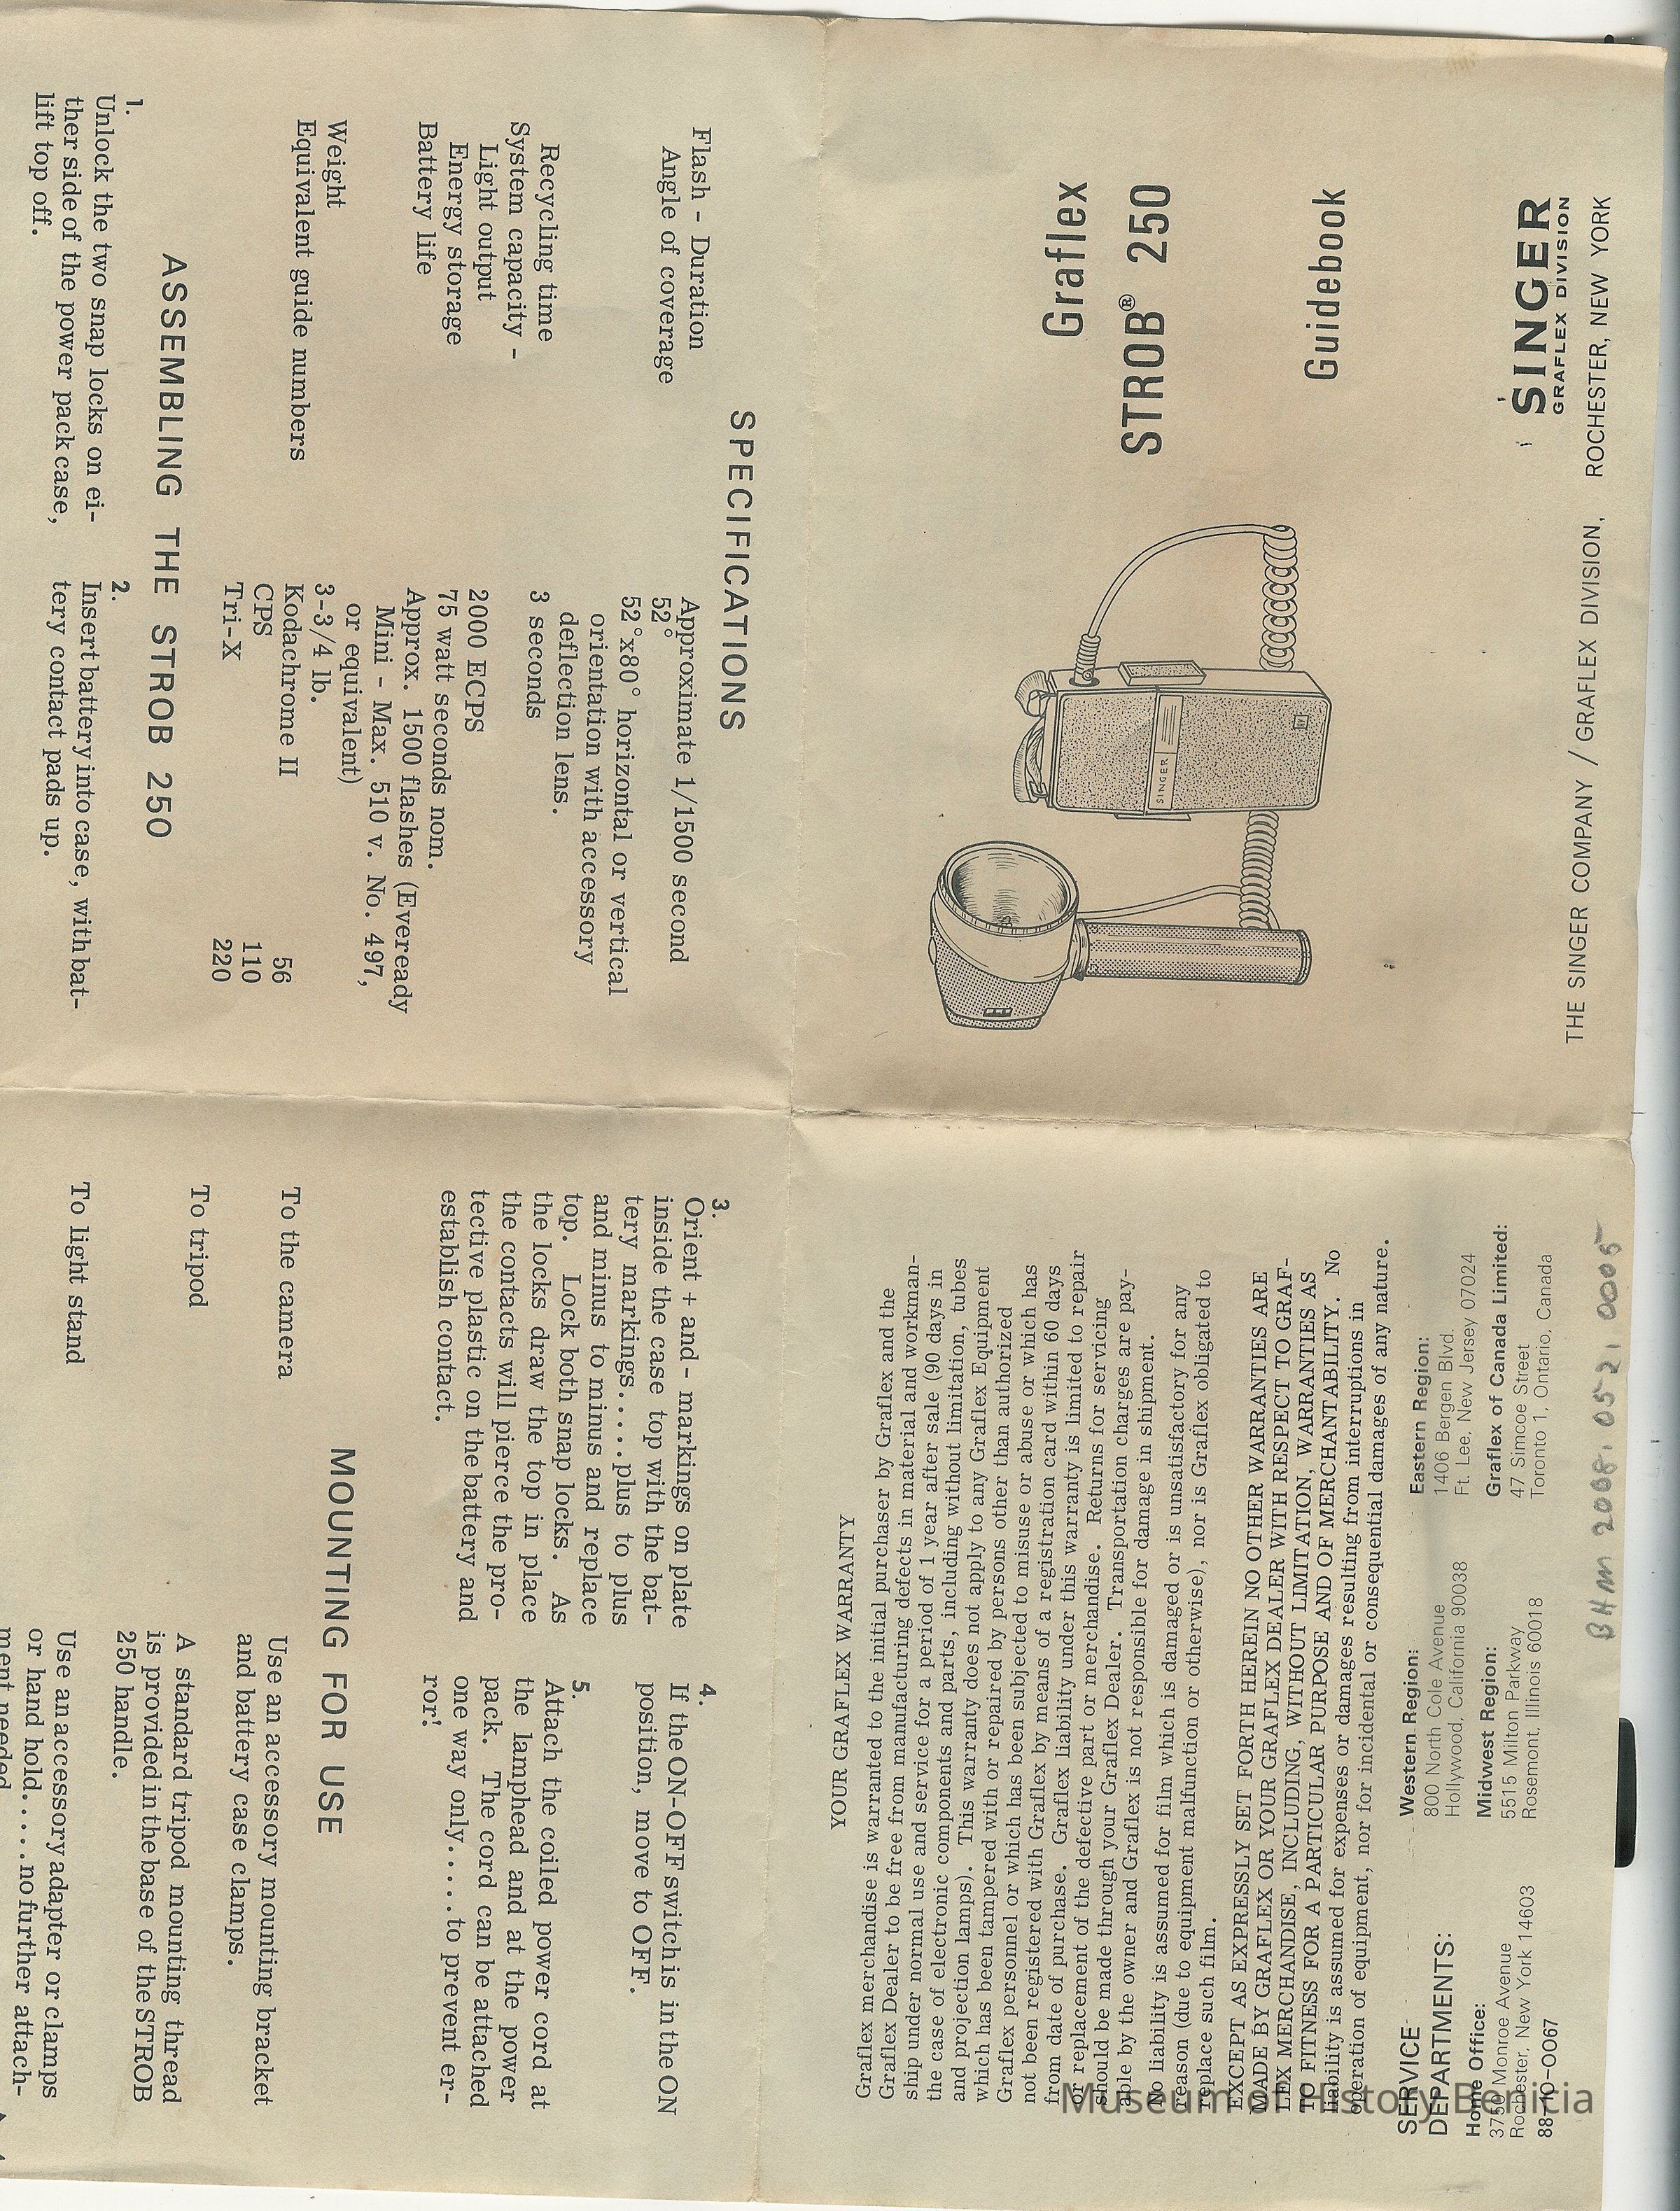 Graflex
STROB® 250
Guidebook
SINGER
SINGER
GRAFLEX DIVISION
THE SINGER COMPANY / GRAFLEX DIVISION, ROCHESTER, NEW YORK
YOUR GRAFLEX WARRANTY
Graflex merchandise is warranted to the initial purchaser by Graflex and the
Graflex Dealer to be free from manufacturing defects in material and workman-
ship under normal use and service for a period of 1 year after sale (90 days in
the case of electronic components and parts, including without limitation, tubes
and projection lamps). This warranty does not apply to any Graflex Equipment
which has been tampered with or repaired by persons other than authorized
Graflex personnel or which has been subjected to misuse or abuse or which has
not been registered with Graflex by means of a registration card within 60 days
from date of purchase. Graflex liability under this warranty is limited to repair
or replacement of the defective part or merchandise. Returns for servicing
should be made through your Graflex Dealer. Transportation charges are pay-
able by the owner and Graflex is not responsible for damage in shipment.
No liability is assumed for film which is damaged or is unsatisfactory for any
reason (due to equipment malfunction or otherwise), nor is Graflex obligated to
replace such film.
EXCEPT AS EXPRESSLY SET FORTH HEREIN NO OTHER WARRANTIES ARE
MADE BY GRAFLEX OR YOUR GRAFLEX DEALER WITH RESPECT TO GRAF-
LEX MERCHANDISE, INCLUDING, WITHOUT LIMITATION, WARRANTIES AS
TO FITNESS FOR A PARTICULAR PURPOSE AND OF MERCHANTABILITY. No
liability is assumed for expenses or damages resulting from interruptions in
operation of equipment, nor for incidental or consequential damages of any nature.
SERVICE
DEPARTMENTS:
Home Office:
3750 Monroe Avenue
Rochester, New York 14603
88-10-0067
Western Region:
800 North Cole Avenue
Hollywood, California 90038
Midwest Region:
5515 Milton Parkway
Rosemont, Illinois 60018
Eastern Region:
1406 Bergen Blvd.
Ft. Lee, New Jersey 07024
Graflex of Canada Limited:
47 Simcoe Street
Toronto 1, Ontario, Canada
BHM 2008.05 21 0005
SPECIFICATIONS
Flash - Duration Approximate 1/1500 second
Angle of coverage 52°
52°x80° horizontal or vertical
orientation with accessory
deflection lens.
Recycling time 3 seconds
System capacity -
Light output 2000 ECPS
Energy storage 75 watt seconds nom.
Battery life Approx. 1500 flashes (Eveready
Mini - Max. 510 v. No. 497,
or equivalent)
Weight 3-3/4 lb.
Equivalent guide numbers Kodachrome II 56
CPS 110
Tri-X 220
ASSEMBLING THE STROB 250
1.
Unlock the two snap locks on ei-
ther side of the power pack case,
lift top off.
2.
Insert battery into case, with bat-
tery contact pads up.
3.
Orient + and - markings on plate
inside the case top with the bat-
tery markings......plus to plus
and minus to minus and replace
top. Lock both snap locks. As
the locks draw the top in place
the contacts will pierce the pro-
tective plastic on the battery and
establish contact.
4.
If the ON-OFF switch is in the ON
position, move to OFF.
5.
Attach the coiled power cord at
the lamphead and at the power
pack. The cord can be attached
one way only.....to prevent er-
ror!
MOUNTING FOR USE
To the camera Use an accessory mounting bracket
and battery case clamps.
To tripod A standard tripod mounting thread
is provided in the base of the STROB
250 handle.
To light stand Use an accessory adapter or clamps
or hand hold.....no further attach-
ment needed
Museum of History Benicia